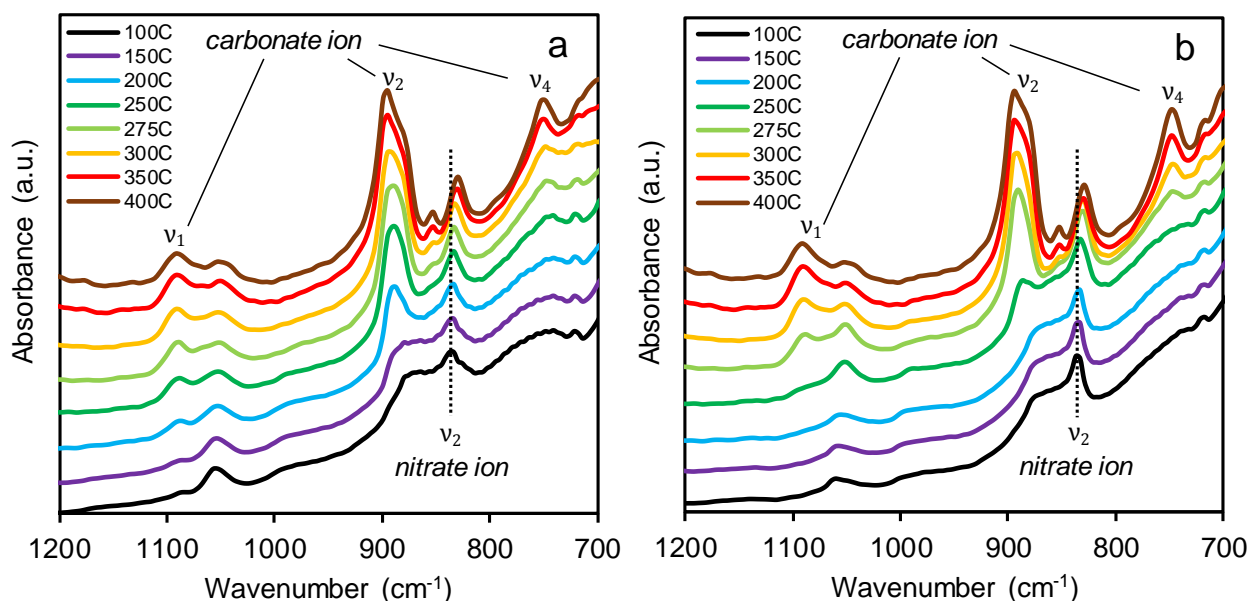 a
carbonate ion
100C
150C
200C
250C
275C
300C
350C
400C
ν1
ν2
ν4
ν2
nitrate ion
Absorbance (a.u.)
1200 1100 1000 900 800 700
Wavenumber (cm-1)
b
carbonate ion
100C
150C
200C
250C
275C
300C
350C
400C
ν1
ν2
ν4
ν2
nitrate ion
Absorbance (a.u.)
1200 1100 1000 900 800 700
Wavenumber (cm-1)